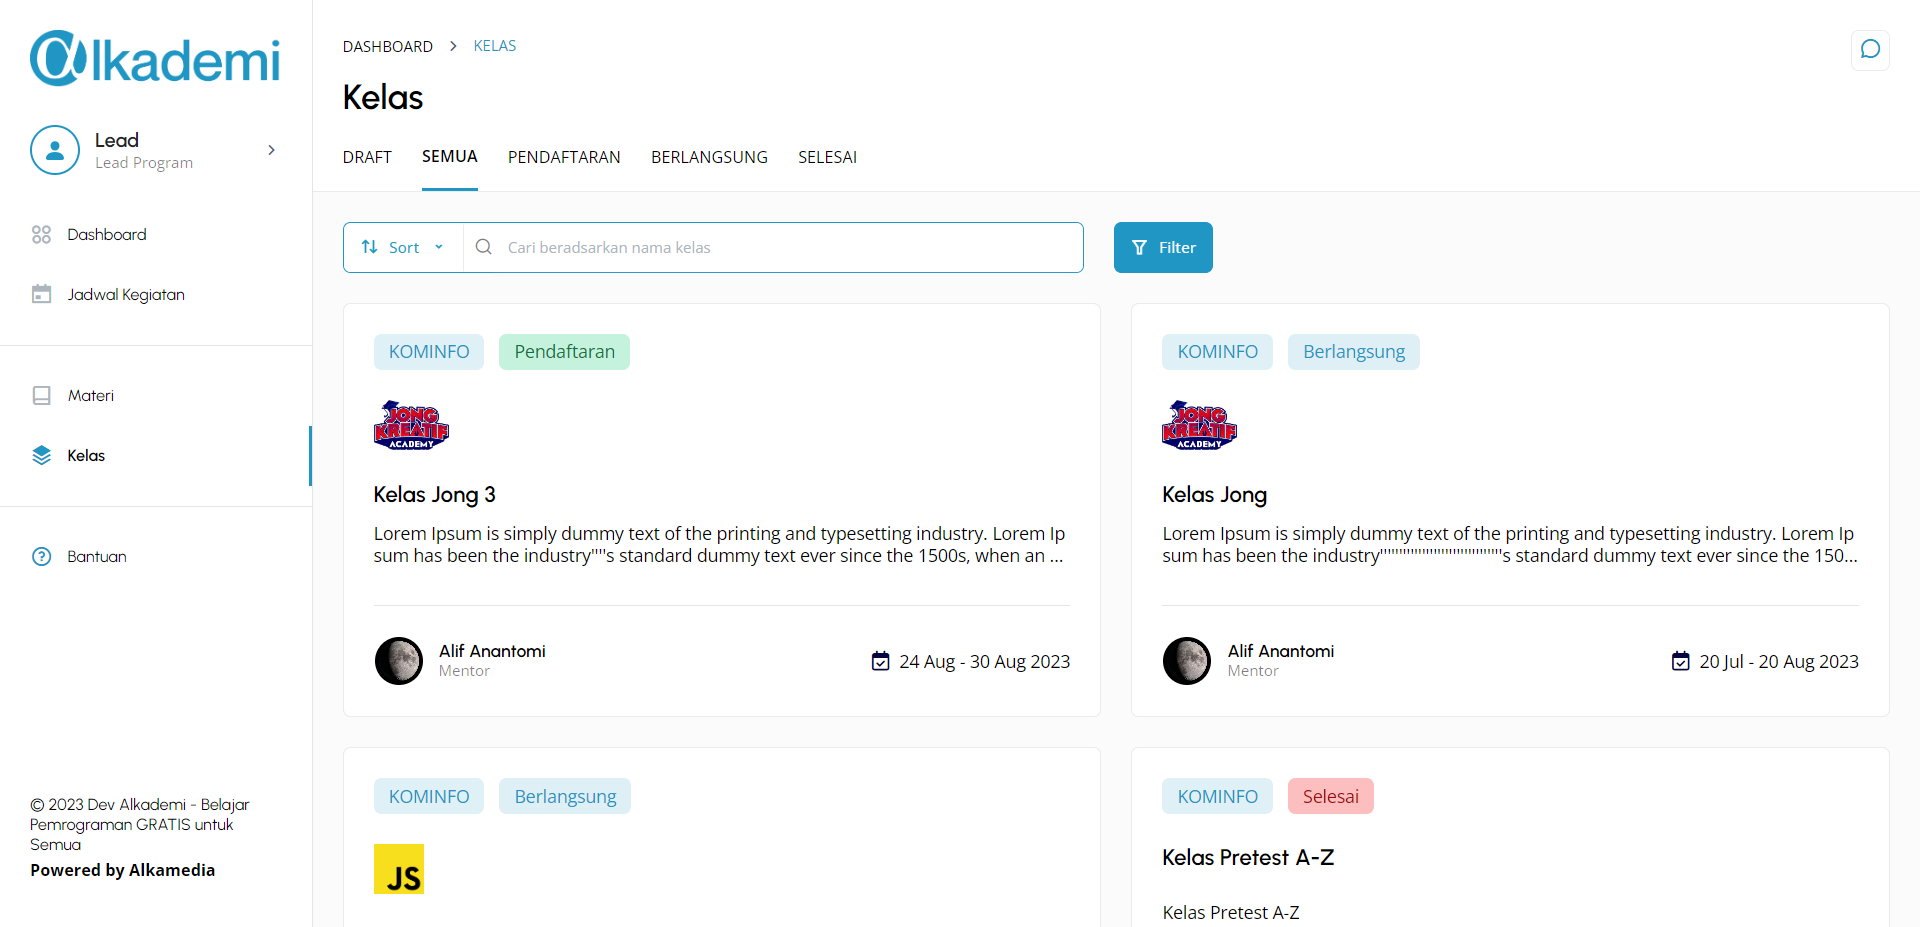 @lkademi
Lead
Lead Program
Dashboard
Jadwal Kegiatan
Materi
Kelas
Bantuan
© 2023 Dev Alkademi - Belajar
Pemrograman GRATIS untuk
Semua
Powered by Alkamedia
DASHBOARD > KELAS
Kelas
DRAFT SEMUA PENDAFTARAN BERLANGSUNG SELESAI
Sort Cari beradsarkan nama kelas Filter
KOMINFO Pendaftaran
JONG
KREATIF
ACADEMY
Kelas Jong 3
Lorem Ipsum is simply dummy text of the printing and typesetting industry. Lorem Ip
sum has been the industry''''s standard dummy text ever since the 1500s, when an ...
Alif Anantomi
Mentor
24 Aug - 30 Aug 2023
KOMINFO Berlangsung
JONG
KREATIF
ACADEMY
Kelas Jong
Lorem Ipsum is simply dummy text of the printing and typesetting industry. Lorem Ip
sum has been the industry''''''''''''''''''''''''''''''''s standard dummy text ever since the 150...
Alif Anantomi
Mentor
20 Jul - 20 Aug 2023
KOMINFO Berlangsung
JS
KOMINFO Selesai
Kelas Pretest A-Z
Kelas Pretest A-Z